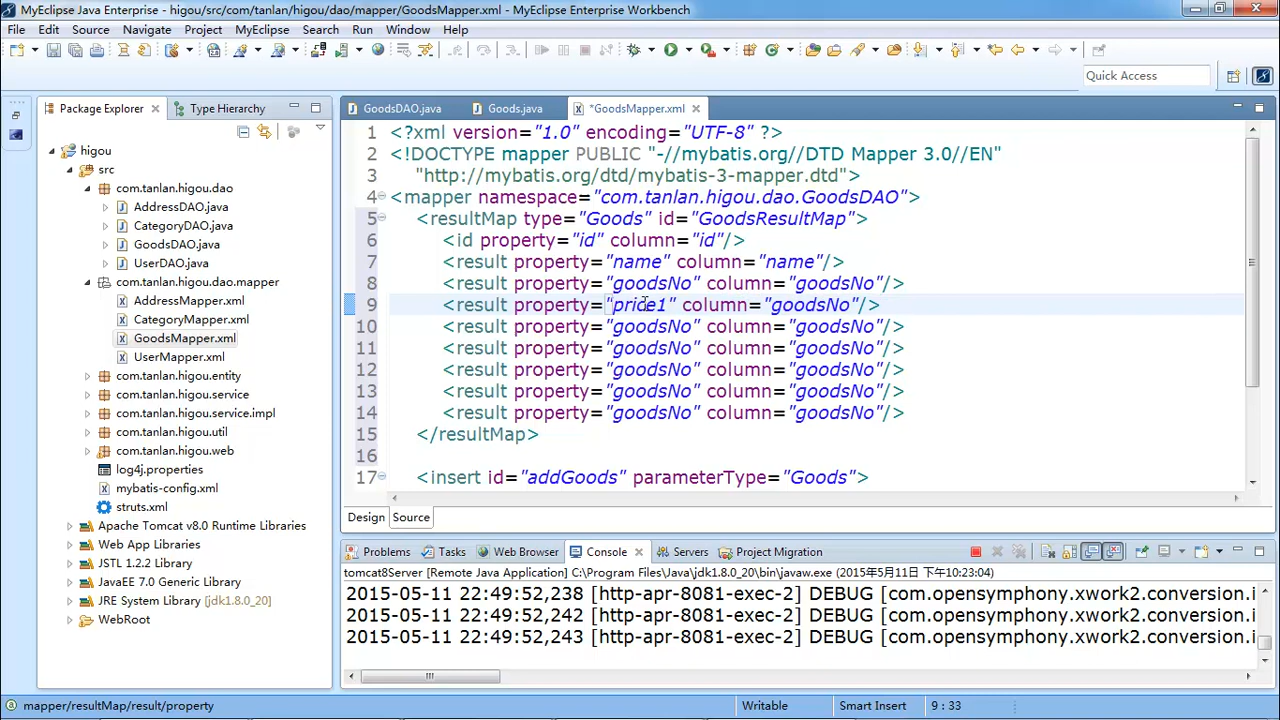 MyEclipse Java Enterprise - higou/src/com/tanlan/higou/dao/mapper/GoodsMapper.xml - MyEclipse Enterprise Workbench
File Edit Source Navigate Project MyEclipse Search Run Window Help
Quick Access
Package Explorer Type Hierarchy
higou
src
com.tanlan.higou.dao
AddressDAO.java
CategoryDAO.java
GoodsDAO.java
UserDAO.java
com.tanlan.higou.dao.mapper
AddressMapper.xml
CategoryMapper.xml
GoodsMapper.xml
UserMapper.xml
com.tanlan.higou.entity
com.tanlan.higou.service
com.tanlan.higou.service.impl
com.tanlan.higou.util
com.tanlan.higou.web
log4j.properties
mybatis-config.xml
struts.xml
Apache Tomcat v8.0 Runtime Libraries
Web App Libraries
JSTL 1.2.2 Library
JavaEE 7.0 Generic Library
JRE System Library [jdk1.8.0_20]
WebRoot
GoodsDAO.java Goods.java *GoodsMapper.xml
1 <?xml version="1.0" encoding="UTF-8" ?>
2 <!DOCTYPE mapper PUBLIC "-//mybatis.org//DTD Mapper 3.0//EN"
3 "http://mybatis.org/dtd/mybatis-3-mapper.dtd">
4 <mapper namespace="com.tanlan.higou.dao.GoodsDAO">
5 <resultMap type="Goods" id="GoodsResultMap">
6 <id property="id" column="id"/>
7 <result property="name" column="name"/>
8 <result property="goodsNo" column="goodsNo"/>
9 <result property="price1" column="goodsNo"/>
10 <result property="goodsNo" column="goodsNo"/>
11 <result property="goodsNo" column="goodsNo"/>
12 <result property="goodsNo" column="goodsNo"/>
13 <result property="goodsNo" column="goodsNo"/>
14 <result property="goodsNo" column="goodsNo"/>
15 </resultMap>
16
17 <insert id="addGoods" parameterType="Goods">
Design Source
Problems Tasks Web Browser Console Servers Project Migration
tomcat8Server [Remote Java Application] C:\Program Files\Java\jdk1.8.0_20\bin\javaw.exe (2015年5月11日 下午10:23:04)
2015-05-11 22:49:52,238 [http-apr-8081-exec-2] DEBUG [com.opensymphony.xwork2.conversion.i
2015-05-11 22:49:52,242 [http-apr-8081-exec-2] DEBUG [com.opensymphony.xwork2.conversion.i
2015-05-11 22:49:52,243 [http-apr-8081-exec-2] DEBUG [com.opensymphony.xwork2.conversion.i
mapper/resultMap/result/property Writable Smart Insert 9 : 33